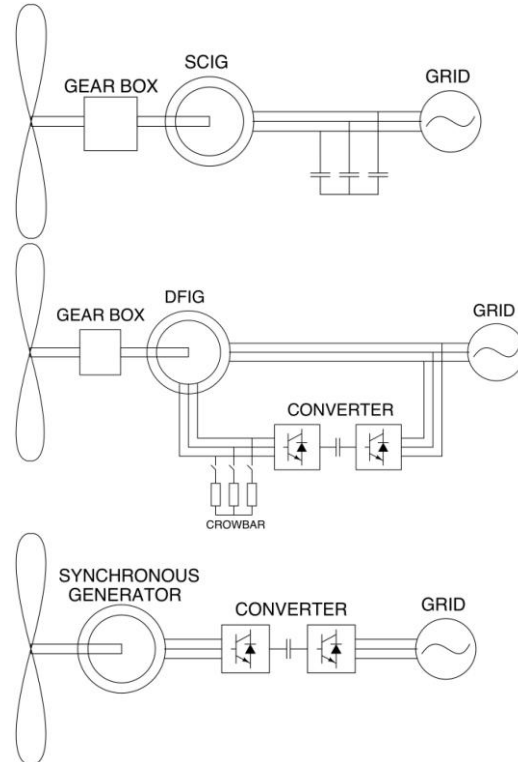 SCIG
GRID
GEAR BOX
DFIG
GRID
GEAR BOX
CONVERTER
CROWBAR
SYNCHRONOUS
GENERATOR
CONVERTER
GRID